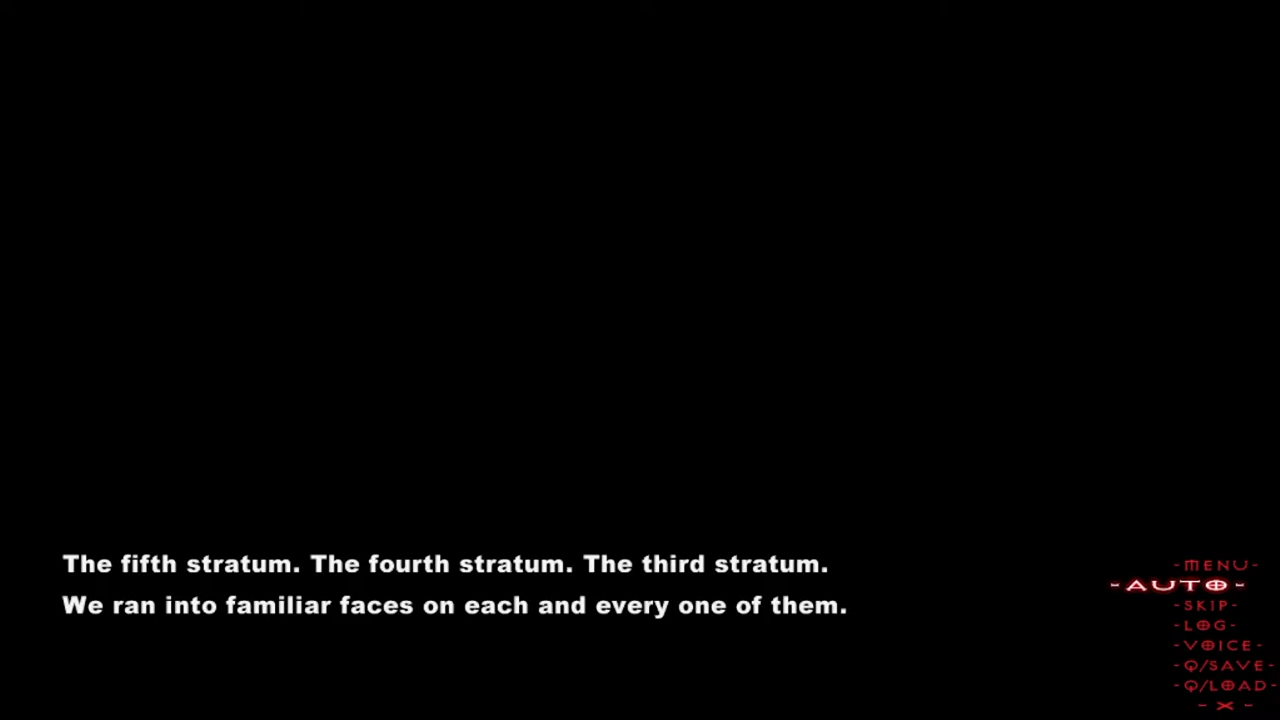 The fifth stratum. The fourth stratum. The third stratum.
We ran into familiar faces on each and every one of them.
-MENU-
-AUTO-
-SKIP-
-LOG-
-VOICE-
-Q/SAVE-
-Q/LOAD-
-X-